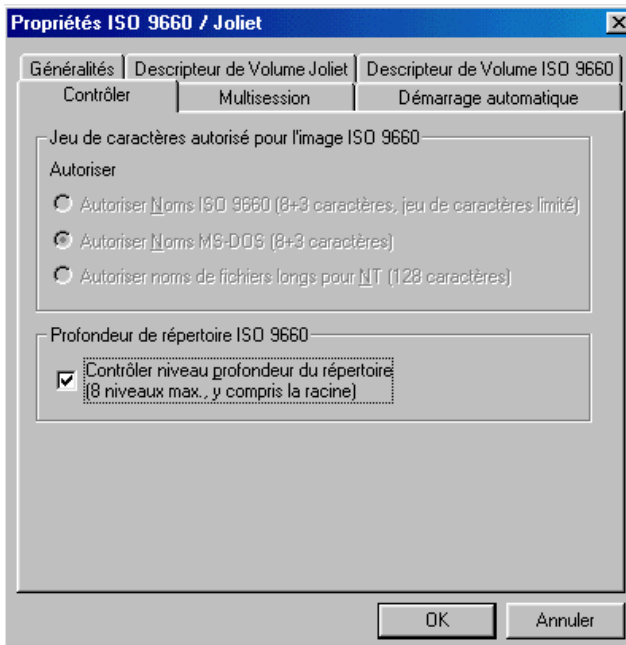 Propriétés ISO 9660 / Joliet
Généralités
Descripteur de Volume Joliet
Descripteur de Volume ISO 9660
Contrôler
Multisession
Démarrage automatique
Jeu de caractères autorisé pour l'image ISO 9660
Autoriser
Autoriser Noms ISO 9660 (8+3 caractères, jeu de caractères limité)
Autoriser Noms MS-DOS (8+3 caractères)
Autoriser noms de fichiers longs pour NT (128 caractères)
Profondeur de répertoire ISO 9660
Contrôler niveau profondeur du répertoire
(8 niveaux max., y compris la racine)
OK
Annuler